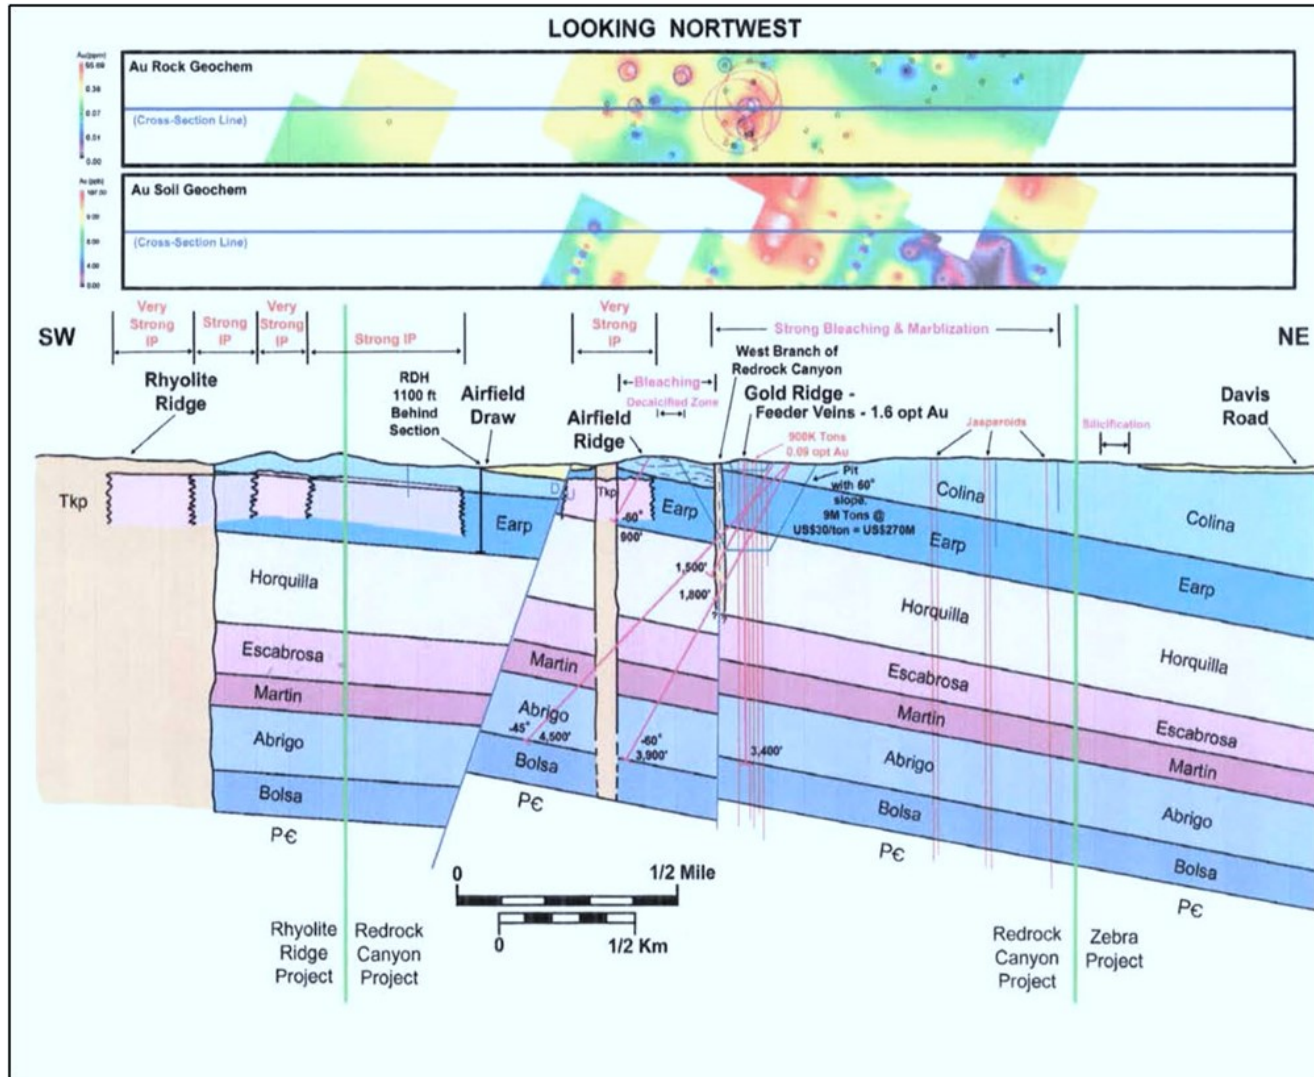 LOOKING NORTWEST
Au Rock Geochem
(Cross-Section Line)
Au Soil Geochem
(Cross-Section Line)
SW
NE
Very
Strong
IP
Strong
IP
Very
Strong
IP
Strong IP
Very
Strong
IP
Strong Bleaching & Marblization
Rhyolite
Ridge
RDH
1100 ft
Behind
Section
Airfield
Draw
Airfield
Ridge
Bleaching
Decalcified Zone
West Branch of
Redrock Canyon
Gold Ridge -
Feeder Veins - 1.6 opt Au
900K Tons
0.09 opt Au
Jasperoids
Silicification
Davis
Road
Pit
with 60°
slope.
9M Tons @
US$30/ton = US$270M
Tkp
D
U
Tkp
-60°
900'
1,500'
1,800'
? ?
Earp
Earp
Colina
Earp
Colina
Earp
Horquilla
Horquilla
Horquilla
Escabrosa
Escabrosa
Escabrosa
Martin
Martin
Martin
Martin
Abrigo
Abrigo
Abrigo
Abrigo
-45°
4,500'
-60°
3,900'
3,400'
Bolsa
Bolsa
Bolsa
Bolsa
PЄ
PЄ
PЄ
PЄ
0
1/2 Mile
0
1/2 Km
Rhyolite
Ridge
Project
Redrock
Canyon
Project
Redrock
Canyon
Project
Zebra
Project